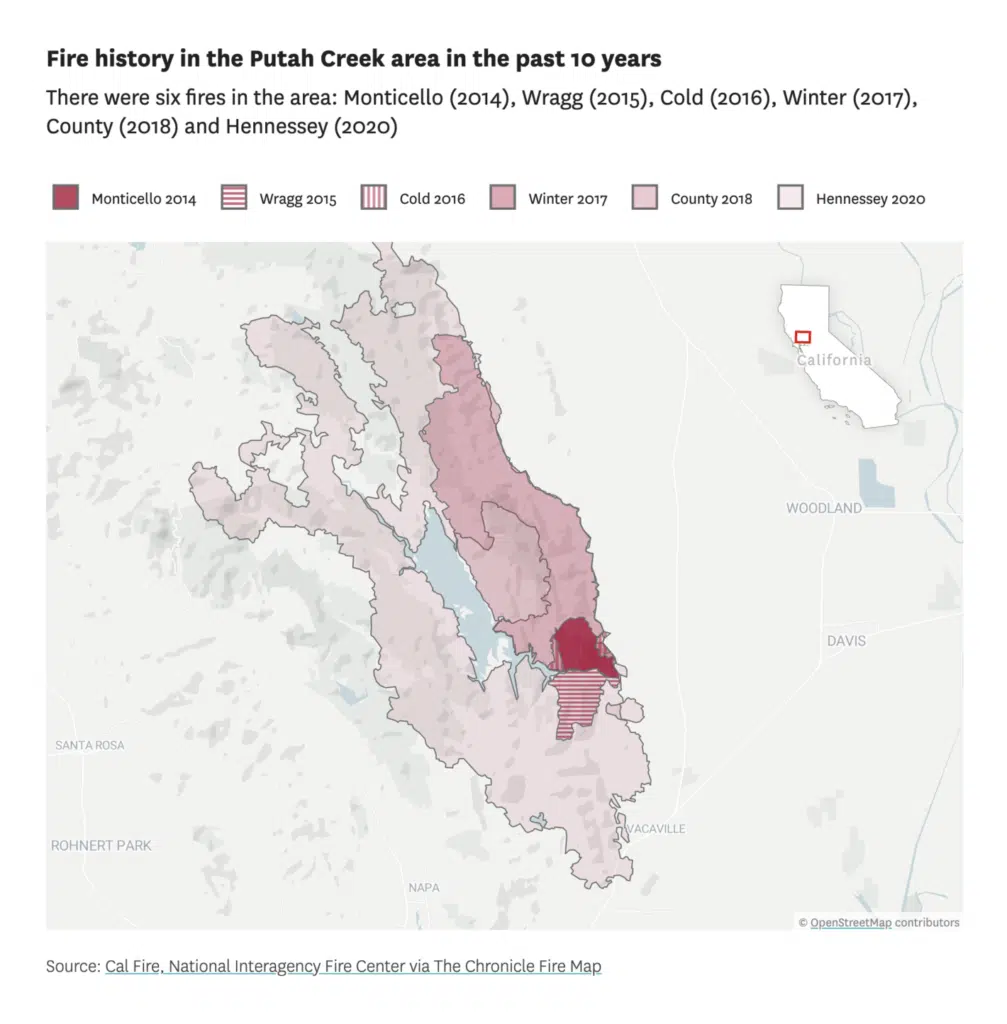 Fire history in the Putah Creek area in the past 10 years
There were six fires in the area: Monticello (2014), Wragg (2015), Cold (2016), Winter (2017),
County (2018) and Hennessey (2020)
Monticello 2014 Wragg 2015 Cold 2016 Winter 2017 County 2018 Hennessey 2020
California
WOODLAND
DAVIS
SANTA ROSA
VACAVILLE
ROHNERT PARK
NAPA
© OpenStreetMap contributors
Source: Cal Fire, National Interagency Fire Center via The Chronicle Fire Map